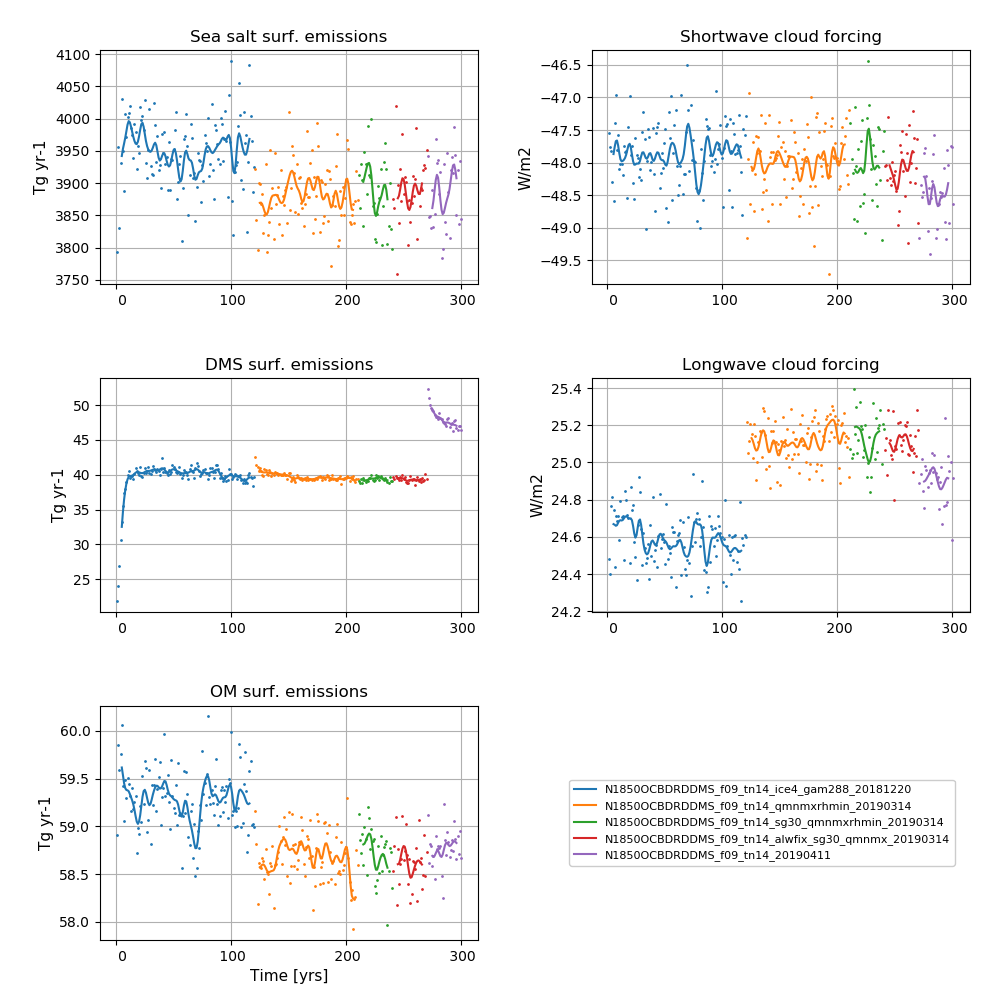 Sea salt surf. emissions
4100
4050
4000
3950
3900
3850
3800
3750
Tg yr-1
0 100 200 300
Shortwave cloud forcing
−46.5
−47.0
−47.5
−48.0
−48.5
−49.0
−49.5
W/m2
0 100 200 300
DMS surf. emissions
50
45
40
35
30
25
Tg yr-1
0 100 200 300
Longwave cloud forcing
25.4
25.2
25.0
24.8
24.6
24.4
24.2
W/m2
0 100 200 300
OM surf. emissions
60.0
59.5
59.0
58.5
58.0
Tg yr-1
0 100 200 300
Time [yrs]
N1850OCBDRDDMS_f09_tn14_ice4_gam288_20181220
N1850OCBDRDDMS_f09_tn14_qmnmxrhmin_20190314
N1850OCBDRDDMS_f09_tn14_sg30_qmnmxrhmin_20190314
N1850OCBDRDDMS_f09_tn14_alwfix_sg30_qmnmx_20190314
N1850OCBDRDDMS_f09_tn14_20190411